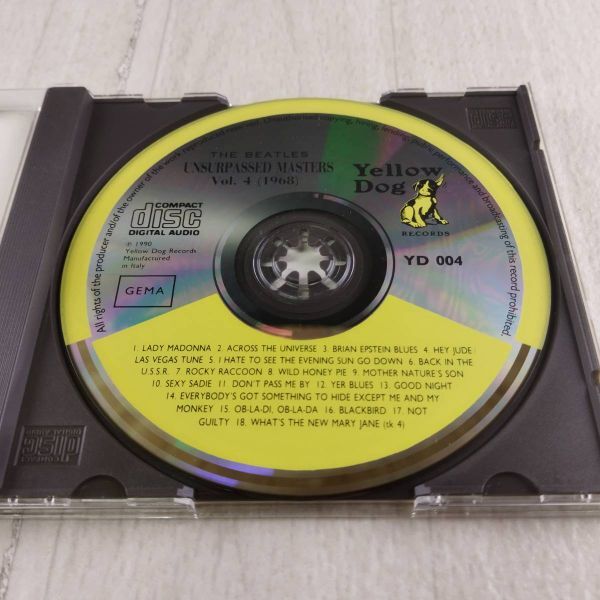 All rights of the producer and/of the owner of the work reproduced reserved. Unauthorised copying, hiring, lending, public performance and broadcasting of this record prohibited.
THE BEATLES
UNSURPASSED MASTERS
Vol. 4 (1968)
Yellow
Dog
RECORDS
COMPACT
disc
DIGITAL AUDIO
℗ 1990
Yellow Dog Records
Manufactured
in Italy
GEMA
YD 004
1. LADY MADONNA 2. ACROSS THE UNIVERSE 3. BRIAN EPSTEIN BLUES 4. HEY JUDE/
LAS VEGAS TUNE 5. I HATE TO SEE THE EVENING SUN GO DOWN 6. BACK IN THE
U.S.S.R. 7. ROCKY RACCOON 8. WILD HONEY PIE 9. MOTHER NATURE'S SON
10. SEXY SADIE 11. DON'T PASS ME BY 12. YER BLUES 13. GOOD NIGHT
14. EVERYBODY'S GOT SOMETHING TO HIDE EXCEPT ME AND MY
MONKEY 15. OB-LA-DI, OB-LA-DA 16. BLACKBIRD 17. NOT
GUILTY 18. WHAT'S THE NEW MARY JANE (tk 4)
COMPACT
disc
DIGITAL AUDIO
disc